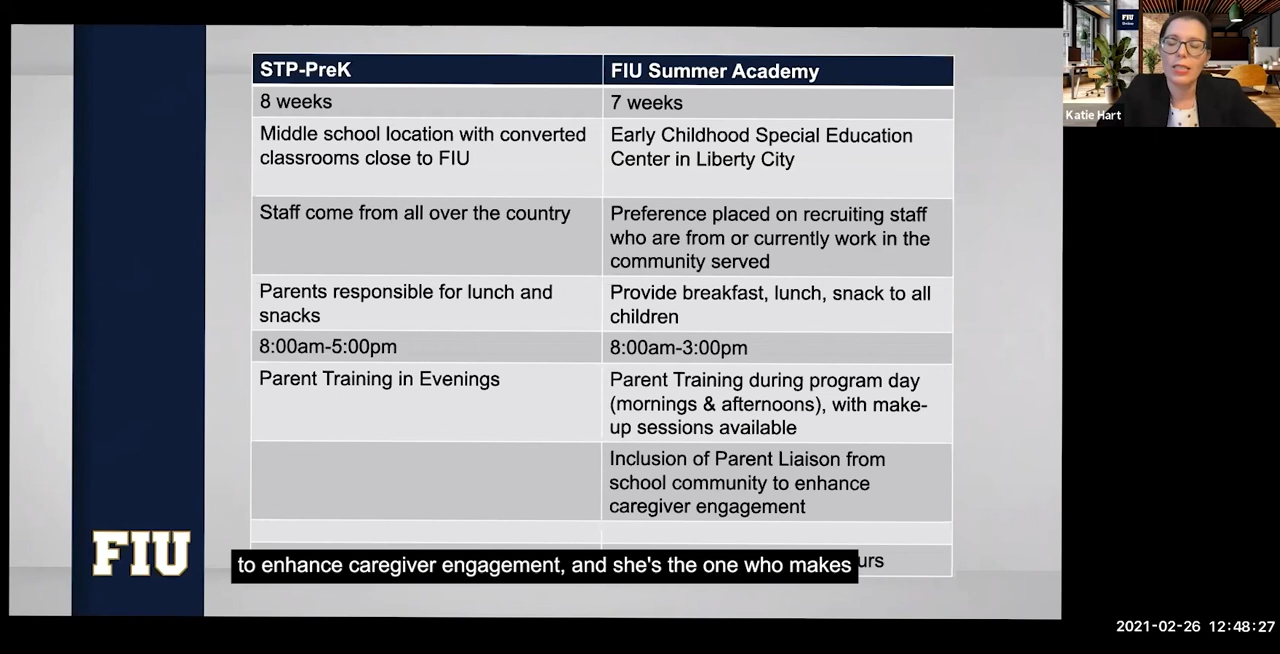 STP-PreK
FIU Summer Academy
8 weeks
7 weeks
Middle school location with converted
classrooms close to FIU
Early Childhood Special Education
Center in Liberty City
Staff come from all over the country
Preference placed on recruiting staff
who are from or currently work in the
community served
Parents responsible for lunch and
snacks
Provide breakfast, lunch, snack to all
children
8:00am-5:00pm
8:00am-3:00pm
Parent Training in Evenings
Parent Training during program day
(mornings & afternoons), with make-
up sessions available
Inclusion of Parent Liaison from
school community to enhance
caregiver engagement
to enhance caregiver engagement, and she's the one who makes
FIU
FIU
Katie Hart
2021-02-26 12:48:27